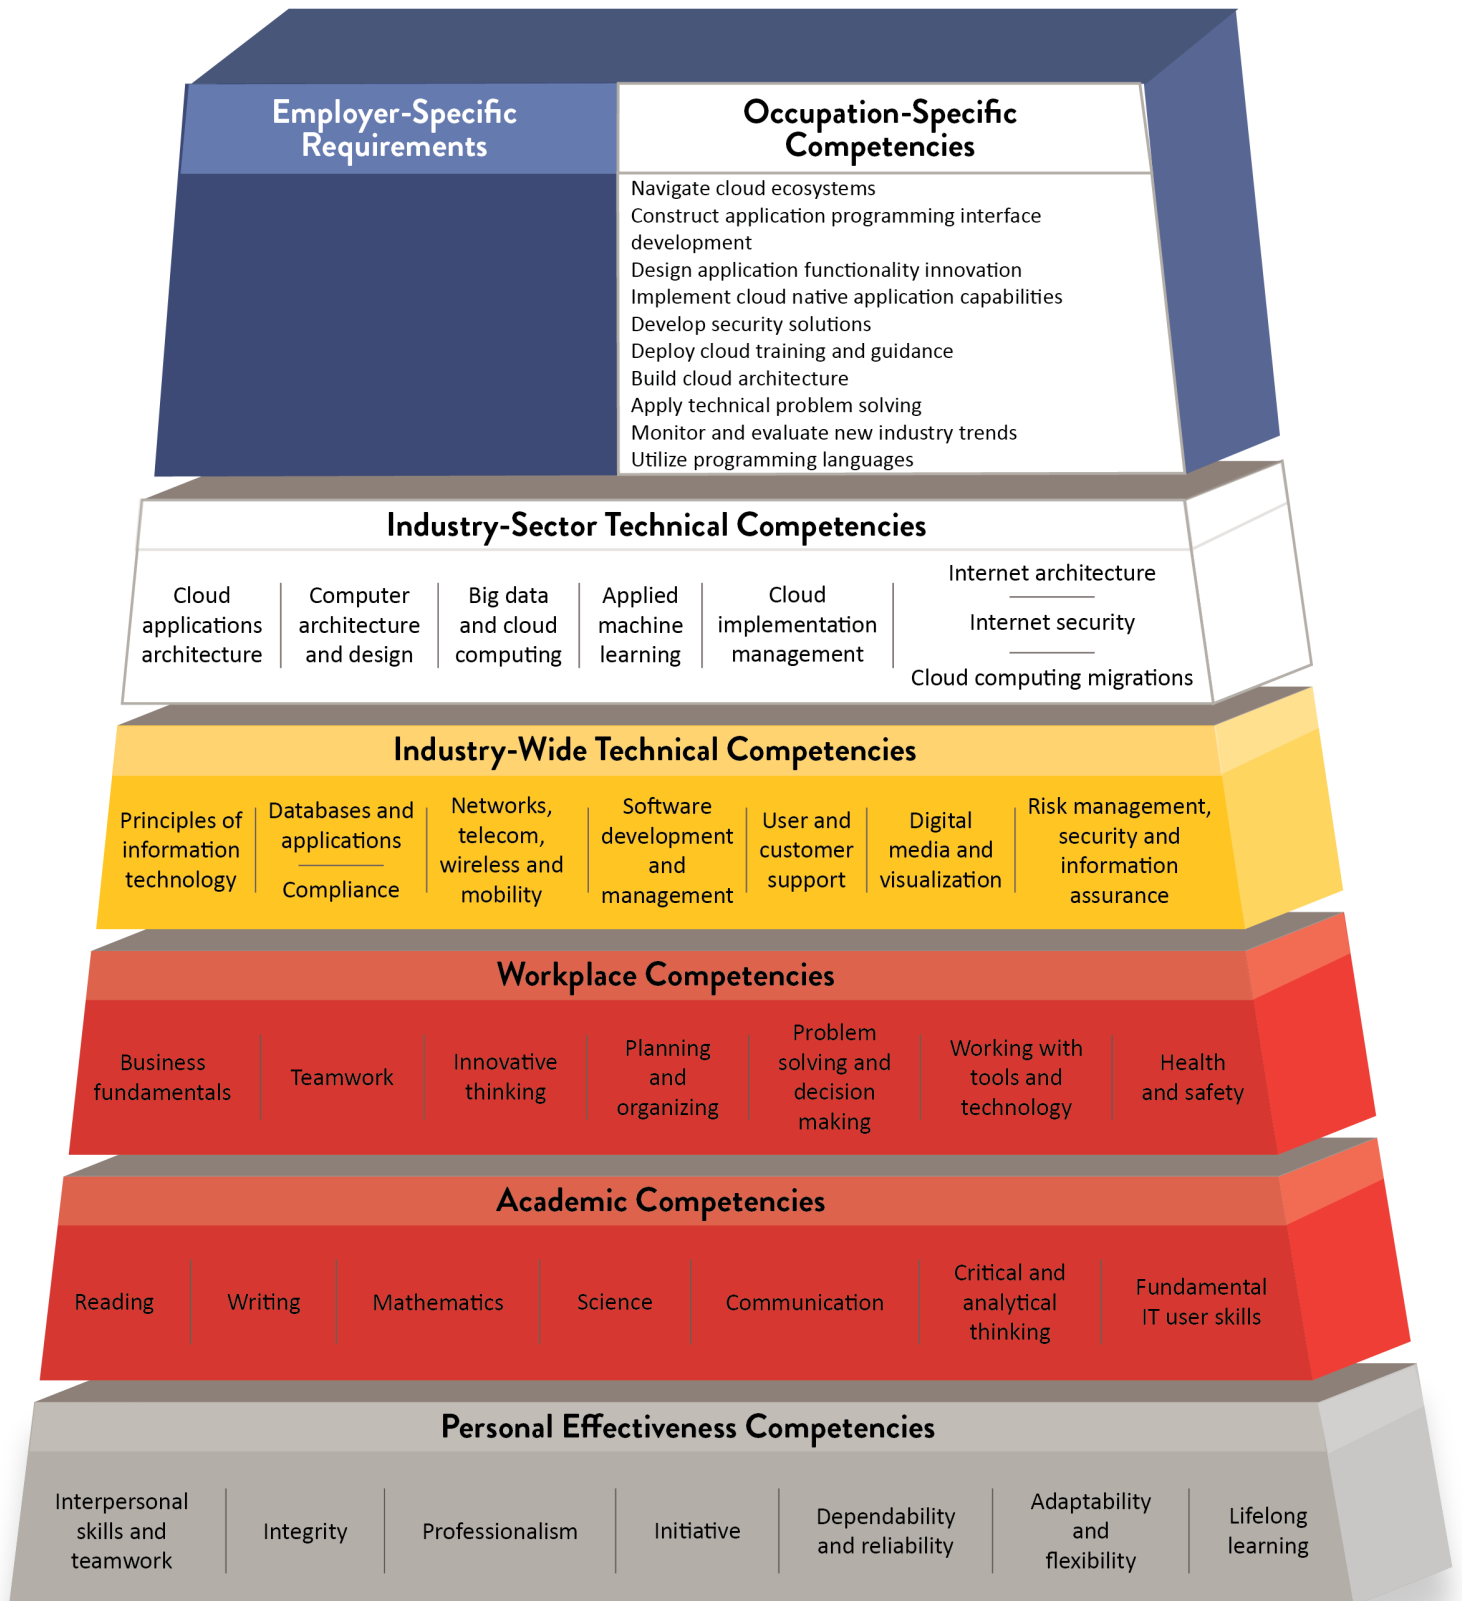 Employer-Specific
Requirements
Occupation-Specific
Competencies
Navigate cloud ecosystems
Construct application programming interface
development
Design application functionality innovation
Implement cloud native application capabilities
Develop security solutions
Deploy cloud training and guidance
Build cloud architecture
Apply technical problem solving
Monitor and evaluate new industry trends
Utilize programming languages
Industry-Sector Technical Competencies
Cloud
applications
architecture
Computer
architecture
and design
Big data
and cloud
computing
Applied
machine
learning
Cloud
implementation
management
Internet architecture
Internet security
Cloud computing migrations
Industry-Wide Technical Competencies
Principles of
information
technology
Databases and
applications
Compliance
Networks,
telecom,
wireless and
mobility
Software
development
and
management
User and
customer
support
Digital
media and
visualization
Risk management,
security and
information
assurance
Workplace Competencies
Business
fundamentals
Teamwork
Innovative
thinking
Planning
and
organizing
Problem
solving and
decision
making
Working with
tools and
technology
Health
and safety
Academic Competencies
Reading
Writing
Mathematics
Science
Communication
Critical and
analytical
thinking
Fundamental
IT user skills
Personal Effectiveness Competencies
Interpersonal
skills and
teamwork
Integrity
Professionalism
Initiative
Dependability
and reliability
Adaptability
and
flexibility
Lifelong
learning